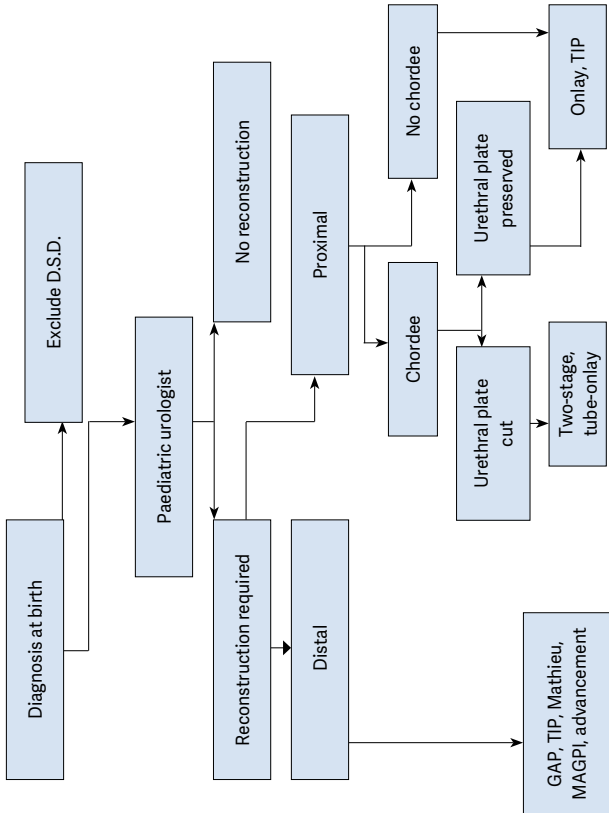 Diagnosis at birth
Exclude D.S.D.
Paediatric urologist
Reconstruction required
No reconstruction
Distal
Proximal
Chordee
No chordee
Urethral plate
cut
Urethral plate
preserved
GAP, TIP, Mathieu,
MAGPI, advancement
Two-stage,
tube-onlay
Onlay, TIP